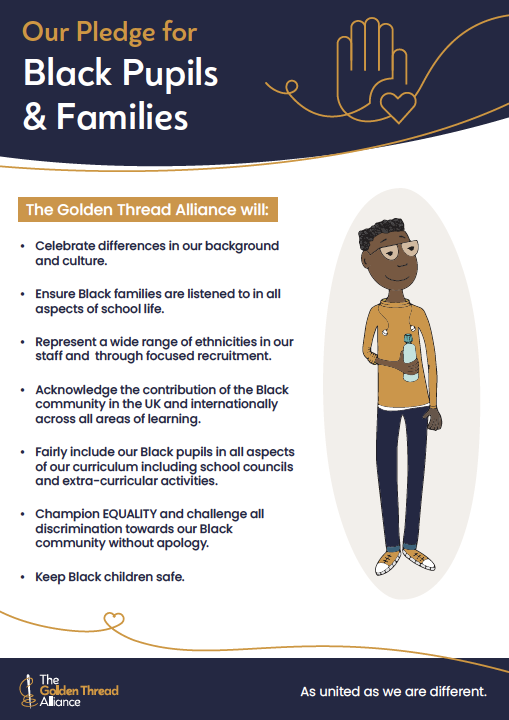 Our Pledge for
Black Pupils
& Families
The Golden Thread Alliance will:
• Celebrate differences in our background
and culture.
• Ensure Black families are listened to in all
aspects of school life.
• Represent a wide range of ethnicities in our
staff and through focused recruitment.
• Acknowledge the contribution of the Black
community in the UK and internationally
across all areas of learning.
• Fairly include our Black pupils in all aspects
of our curriculum including school councils
and extra-curricular activities.
• Champion EQUALITY and challenge all
discrimination towards our Black
community without apology.
• Keep Black children safe.
The
Golden Thread
Alliance
As united as we are different.